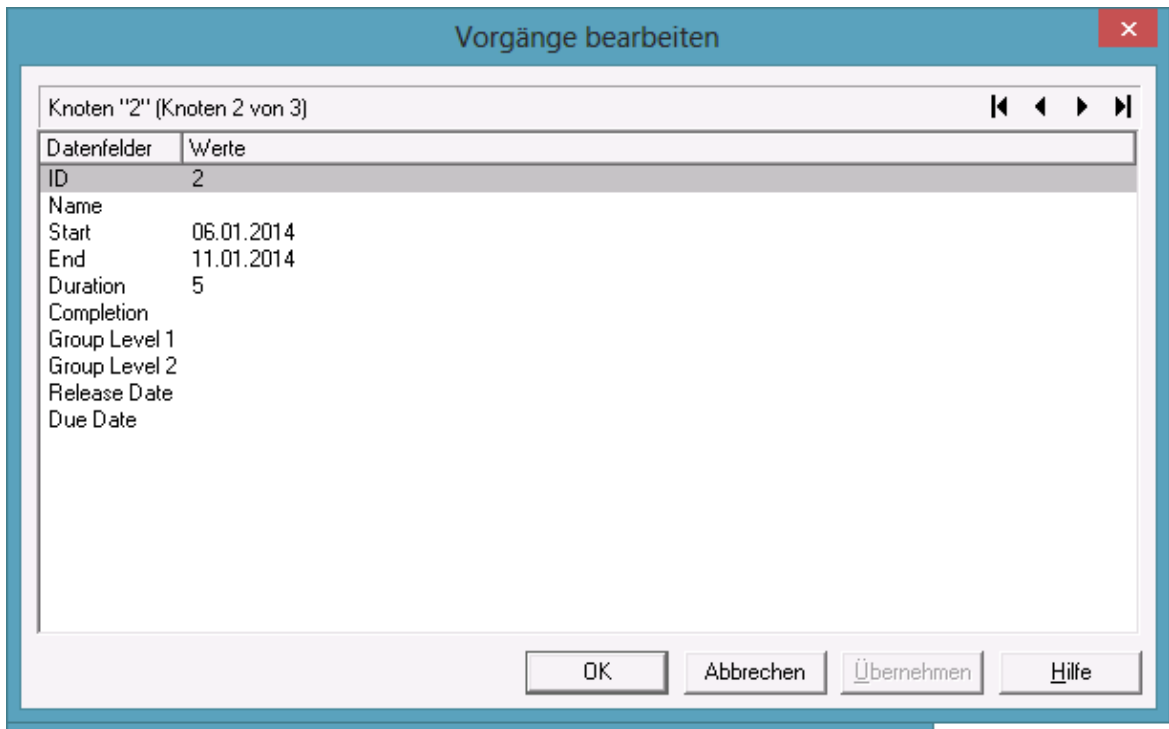 Vorgänge bearbeiten
Knoten "2" (Knoten 2 von 3)
Datenfelder Werte
ID 2
Name
Start 06.01.2014
End 11.01.2014
Duration 5
Completion
Group Level 1
Group Level 2
Release Date
Due Date
OK Abbrechen Übernehmen Hilfe